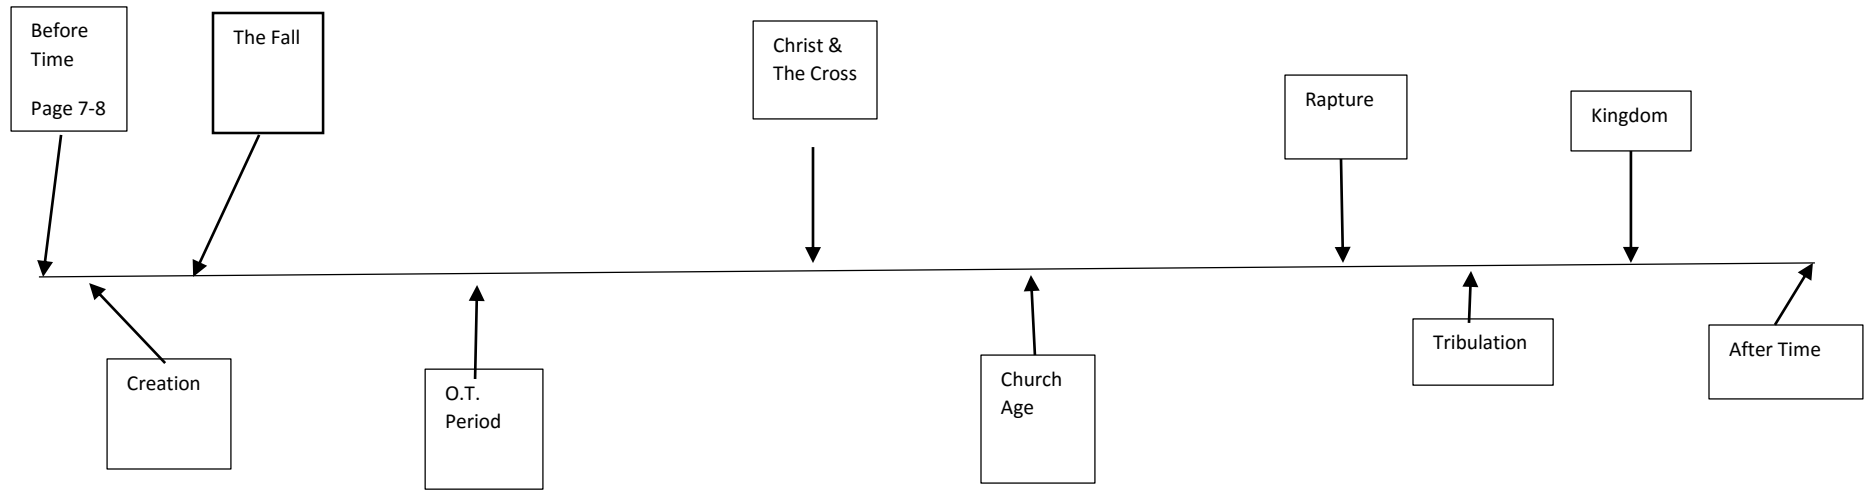 Before
Time
Page 7-8
The Fall
Christ &
The Cross
Rapture
Kingdom
Creation
O.T.
Period
Church
Age
Tribulation
After Time